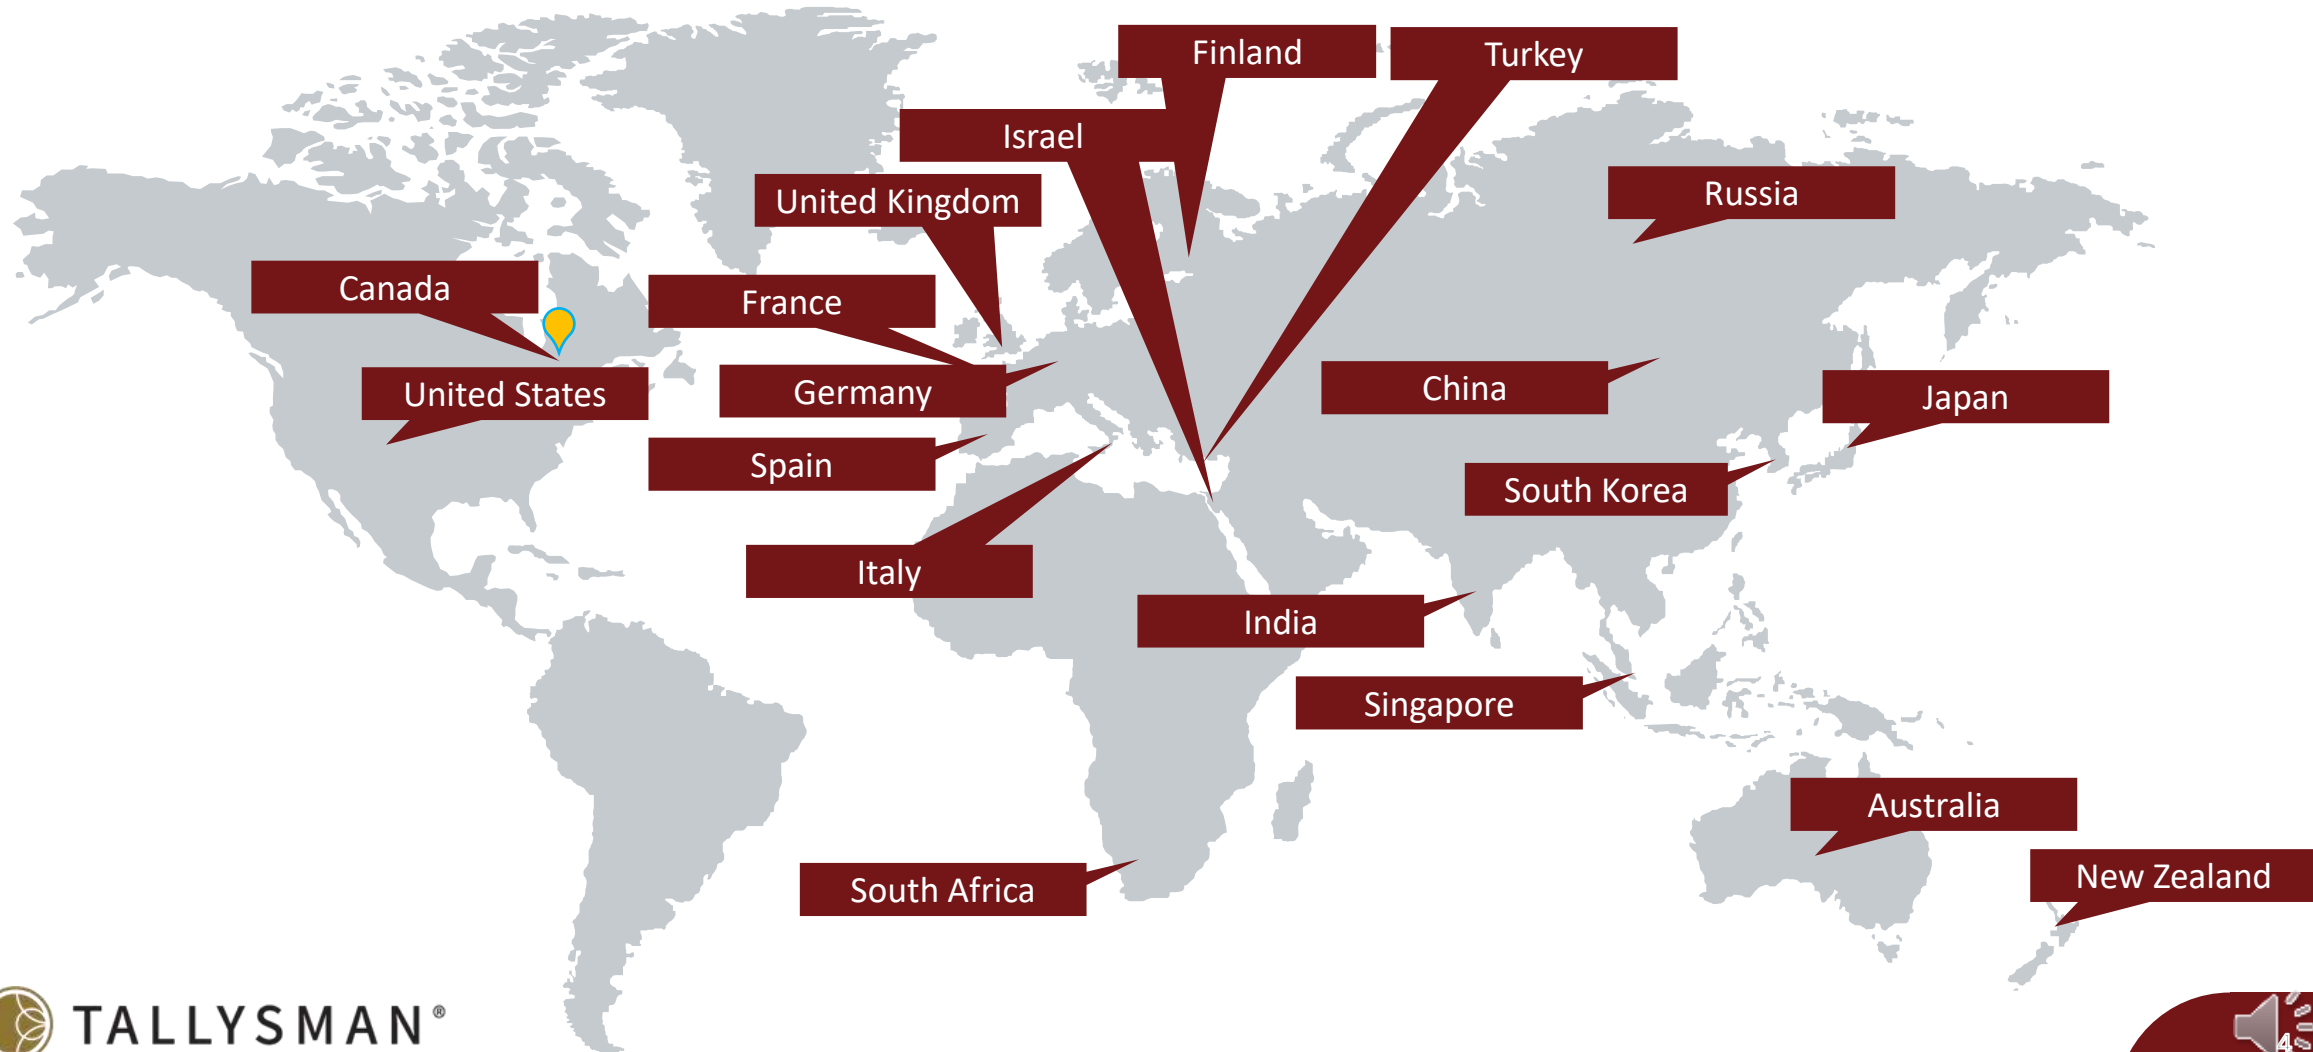 Finland
Turkey
Israel
United Kingdom
Russia
Canada
France
United States
Germany
China
Japan
Spain
South Korea
Italy
India
Singapore
Australia
South Africa
New Zealand
TALLYSMAN®
4